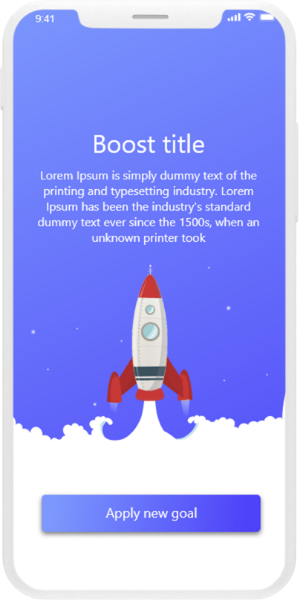 9:41
Boost title
Lorem Ipsum is simply dummy text of the
printing and typesetting industry. Lorem
Ipsum has been the industry's standard
dummy text ever since the 1500s, when an
unknown printer took
Apply new goal